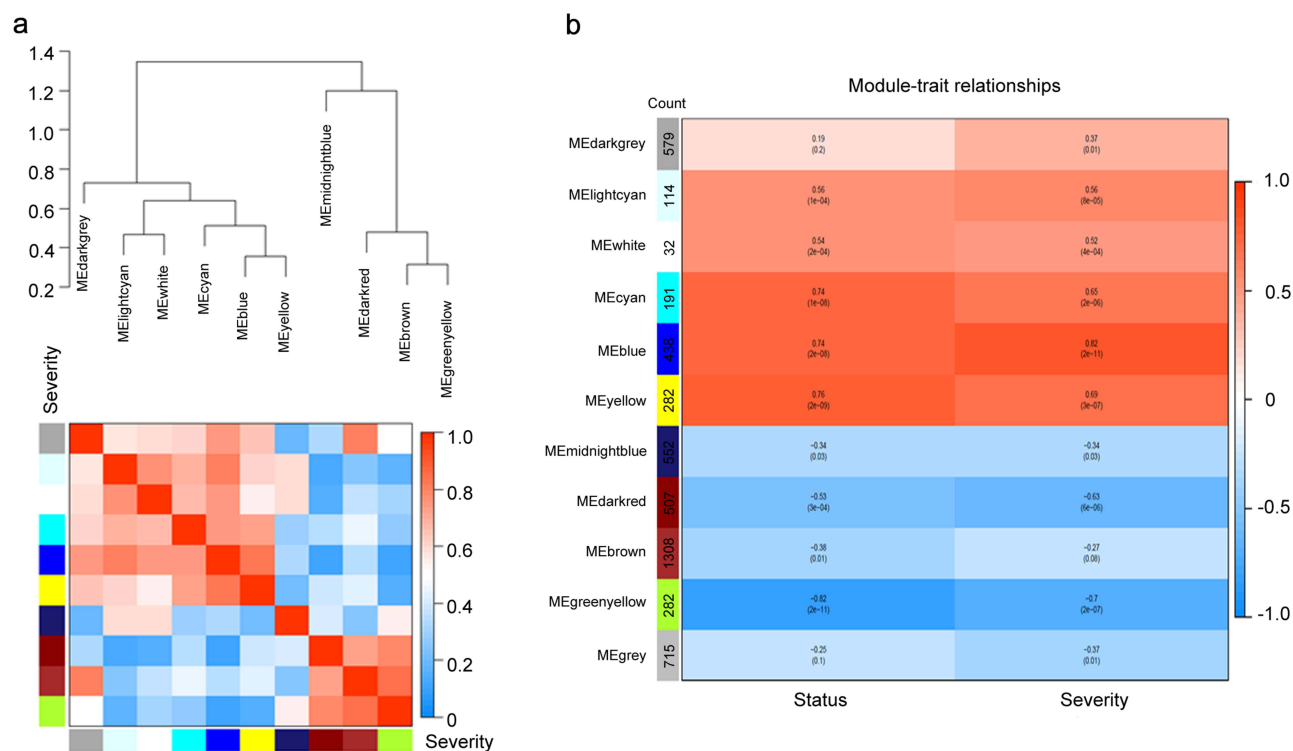 a
1.4
1.2
1.0
0.8
0.6
0.4
0.2
MEdarkgrey
MElightcyan
MEwhite
MEcyan
MEblue
MEyellow
MEmidnightblue
MEdarkred
MEbrown
MEgreenyellow
Severity
1.0
0.8
0.6
0.4
0.2
0
Severity
b
Module-trait relationships
Count
MEdarkgrey 579 0.19 0.37
(0.2) (0.01)
MElightcyan 114 0.56 0.56
(1e-04) (8e-05)
MEwhite 32 0.54 0.52
(2e-04) (4e-04)
MEcyan 191 0.74 0.65
(1e-08) (2e-06)
MEblue 438 0.74 0.82
(2e-08) (2e-11)
MEyellow 282 0.76 0.69
(2e-09) (3e-07)
MEmidnightblue 552 -0.34 -0.34
(0.03) (0.03)
MEdarkred 507 -0.53 -0.63
(3e-04) (6e-06)
MEbrown 1308 -0.38 -0.27
(0.01) (0.08)
MEgreenyellow 282 -0.82 -0.7
(2e-11) (2e-07)
MEgrey 715 -0.25 -0.37
(0.1) (0.01)
Status Severity
1.0
0.5
0
-0.5
-1.0